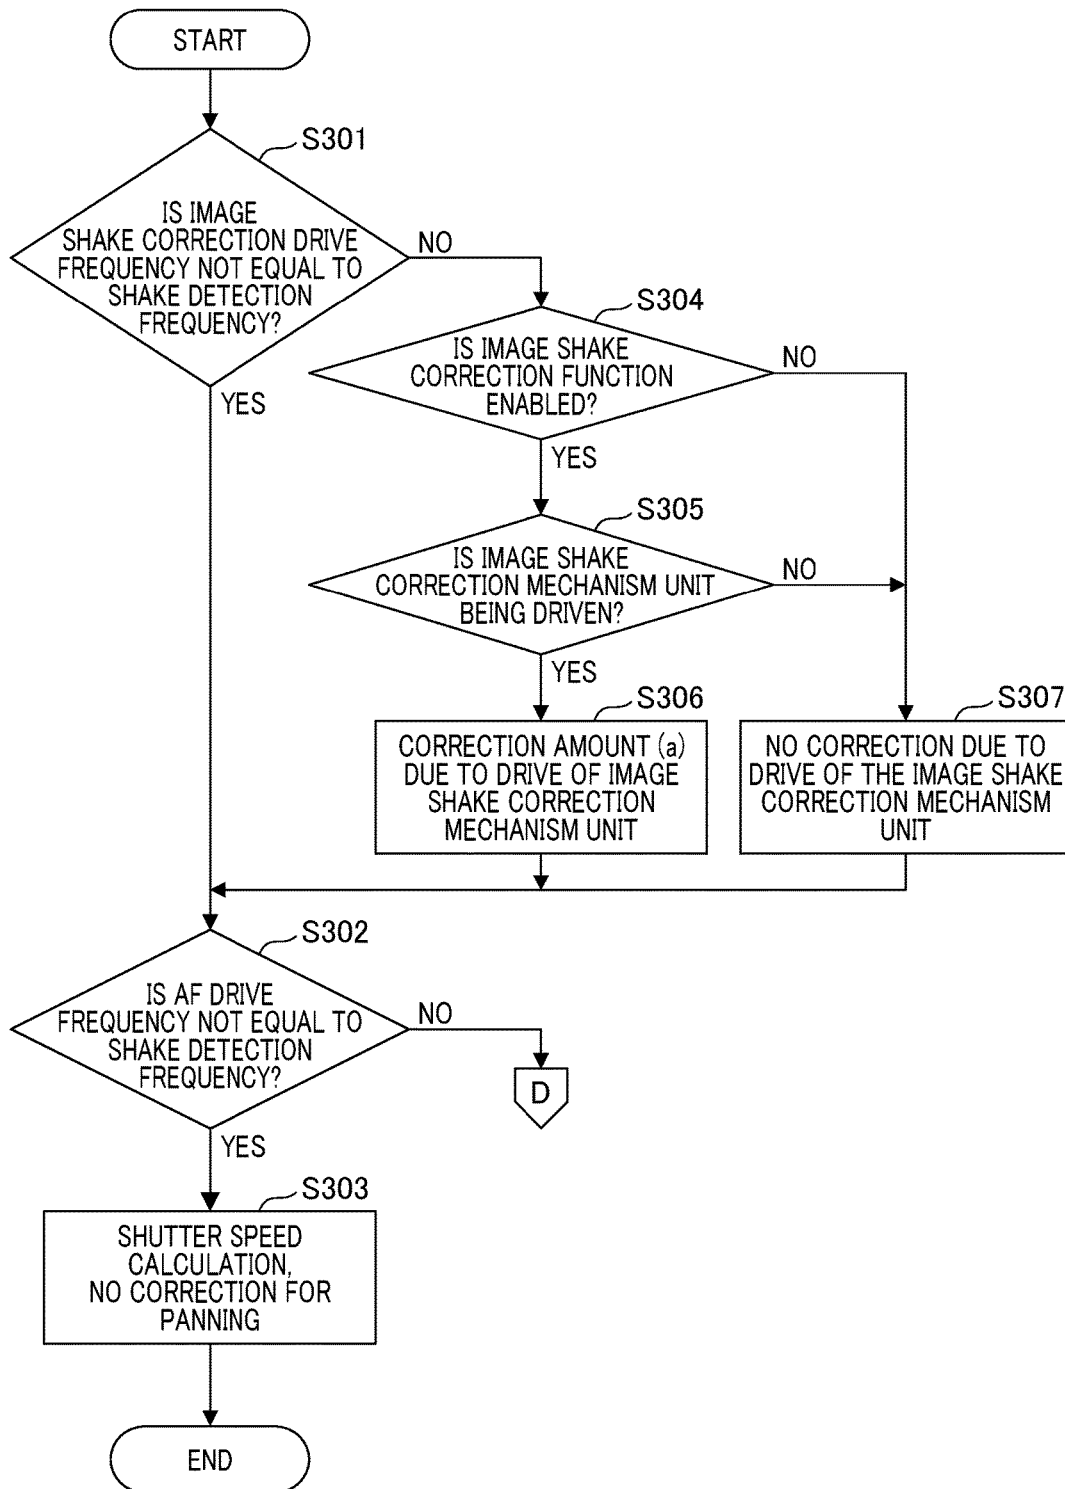 START
S301
IS IMAGE
SHAKE CORRECTION DRIVE
FREQUENCY NOT EQUAL TO
SHAKE DETECTION
FREQUENCY?
NO
YES
S304
IS IMAGE SHAKE
CORRECTION FUNCTION
ENABLED?
NO
YES
S305
IS IMAGE SHAKE
CORRECTION MECHANISM UNIT
BEING DRIVEN?
NO
YES
S306
CORRECTION AMOUNT (a)
DUE TO DRIVE OF IMAGE
SHAKE CORRECTION
MECHANISM UNIT
S307
NO CORRECTION DUE TO
DRIVE OF THE IMAGE SHAKE
CORRECTION MECHANISM
UNIT
S302
IS AF DRIVE
FREQUENCY NOT EQUAL TO
SHAKE DETECTION
FREQUENCY?
NO
D
YES
S303
SHUTTER SPEED
CALCULATION,
NO CORRECTION FOR
PANNING
END